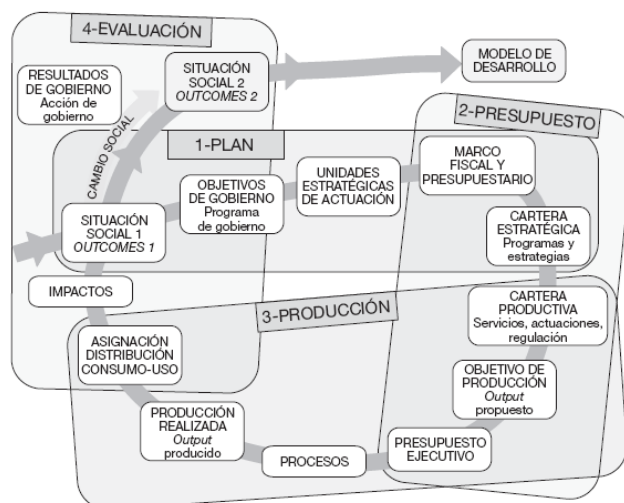 4-EVALUACIÓN
RESULTADOS
DE GOBIERNO
Acción de
gobierno
SITUACIÓN
SOCIAL 2
OUTCOMES 2
MODELO DE
DESARROLLO
CAMBIO SOCIAL
2-PRESUPUESTO
1-PLAN
SITUACIÓN
SOCIAL 1
OUTCOMES 1
OBJETIVOS
DE GOBIERNO
Programa
de gobierno
UNIDADES
ESTRATÉGICAS
DE ACTUACIÓN
MARCO
FISCAL Y
PRESUPUESTARIO
CARTERA
ESTRATÉGICA
Programas y
estrategias
IMPACTOS
3-PRODUCCIÓN
CARTERA
PRODUCTIVA
Servicios, actuaciones,
regulación
ASIGNACIÓN
DISTRIBUCIÓN
CONSUMO-USO
OBJETIVO DE
PRODUCCIÓN
Output
propuesto
PRODUCCIÓN
REALIZADA
Output
producido
PROCESOS
PRESUPUESTO
EJECUTIVO